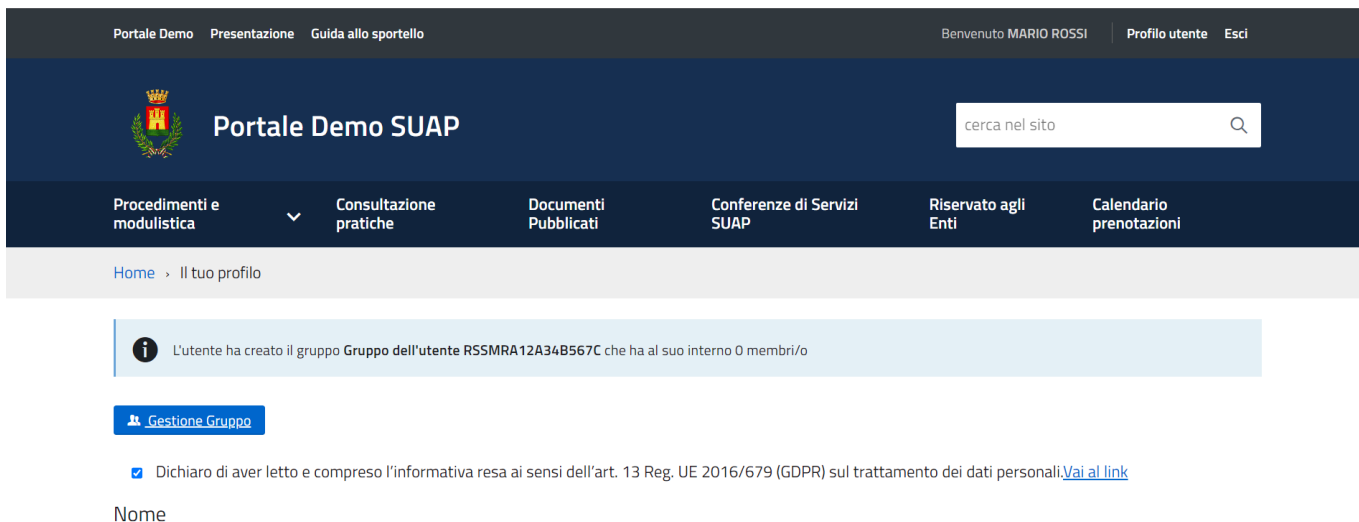 Portale Demo Presentazione Guida allo sportello Benvenuto MARIO ROSSI Profilo utente Esci
Portale Demo SUAP cerca nel sito
Procedimenti e modulistica Consultazione pratiche Documenti Pubblicati Conferenze di Servizi SUAP Riservato agli Enti Calendario prenotazioni
Home › Il tuo profilo
L'utente ha creato il gruppo Gruppo dell'utente RSSMRA12A34B567C che ha al suo interno 0 membri/o
Gestione Gruppo
Dichiaro di aver letto e compreso l’informativa resa ai sensi dell’art. 13 Reg. UE 2016/679 (GDPR) sul trattamento dei dati personali.Vai al link
Nome